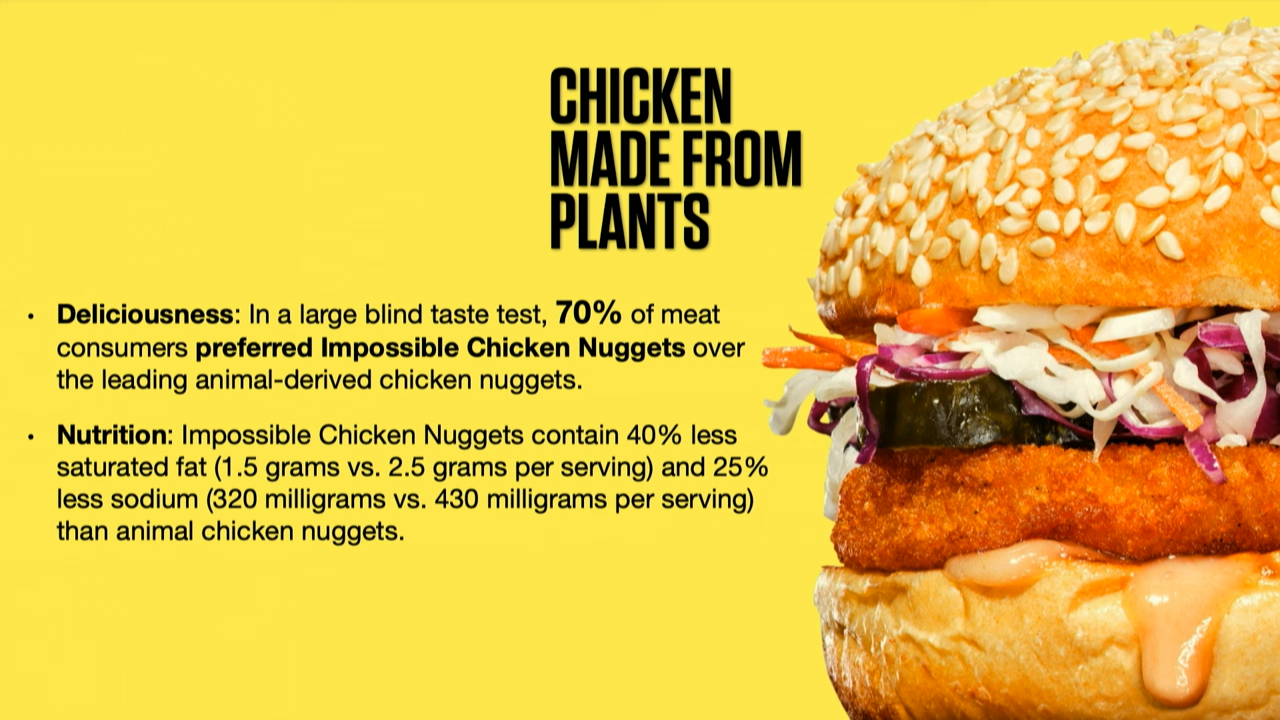 CHICKEN
MADE FROM
PLANTS
• Deliciousness: In a large blind taste test, 70% of meat
consumers preferred Impossible Chicken Nuggets over
the leading animal-derived chicken nuggets.
• Nutrition: Impossible Chicken Nuggets contain 40% less
saturated fat (1.5 grams vs. 2.5 grams per serving) and 25%
less sodium (320 milligrams vs. 430 milligrams per serving)
than animal chicken nuggets.